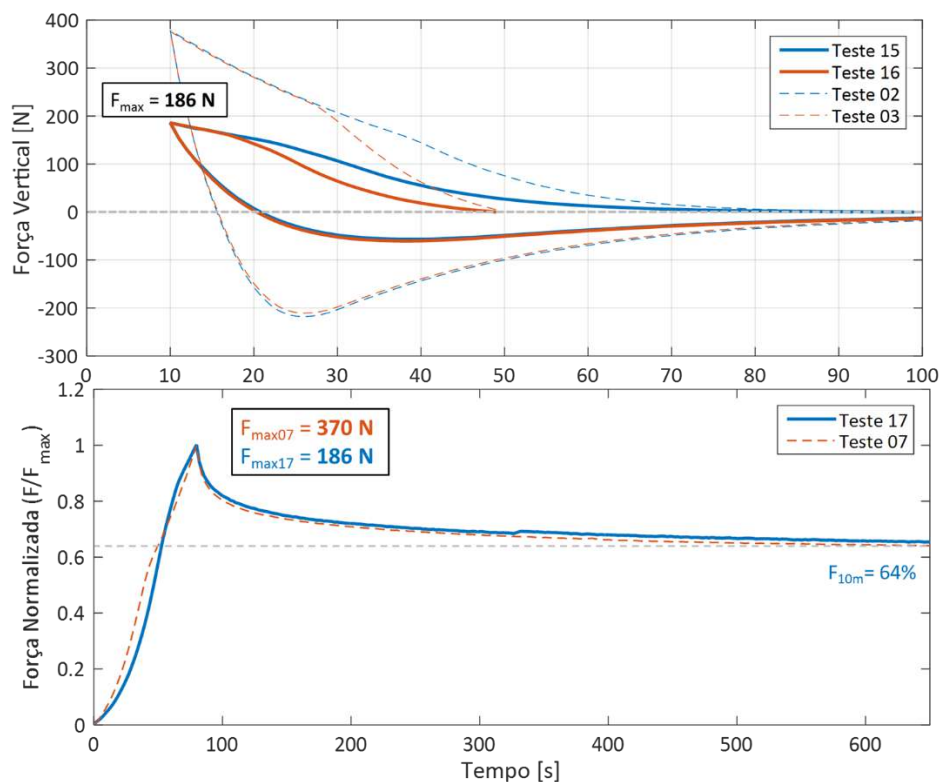 400
300
200
100
0
-100
-200
-300
Força Vertical [N]
F_max = 186 N
Teste 15
Teste 16
Teste 02
Teste 03
0 10 20 30 40 50 60 70 80 90 100
1.2
1
0.8
0.6
0.4
0.2
0
Força Normalizada (F/F_max)
F_max07 = 370 N
F_max17 = 186 N
Teste 17
Teste 07
F_10m= 64%
0 100 200 300 400 500 600
Tempo [s]